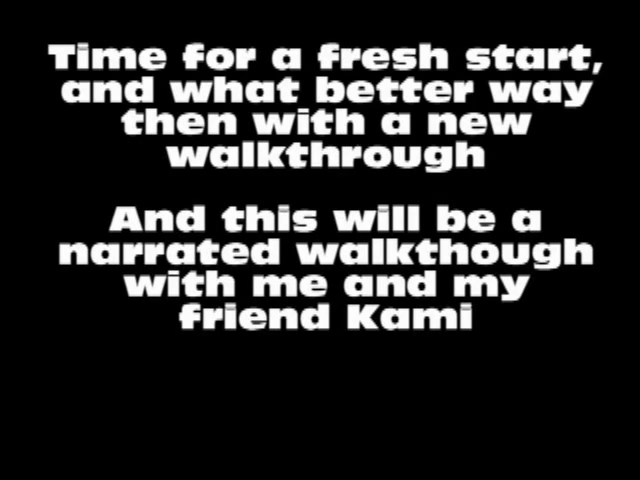 Time for a fresh start,
and what better way
then with a new
walkthrough
And this will be a
narrated walkthough
with me and my
friend Kami